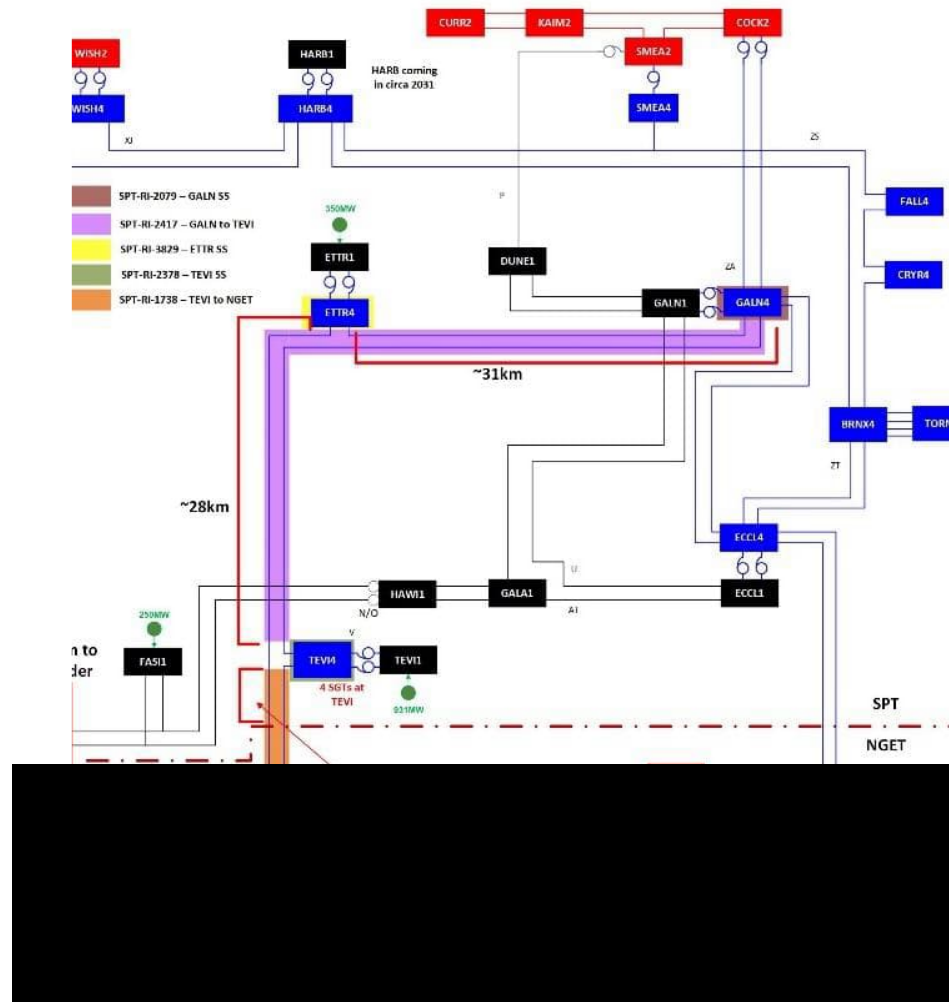 CURR2
KAIM2
COCK2
WISH2
HARB1
SMEA2
HARB coming
in circa 2031
WISH4
HARB4
SMEA4
XJ
ZS
SPT-RI-2079 – GALN SS
SPT-RI-2417 – GALN to TEVI
SPT-RI-3829 – ETTR SS
SPT-RI-2378 – TEVI SS
SPT-RI-1738 – TEVI to NGET
P
FALL4
350MW
ETTR1
DUNE1
ZA
CRYR4
ETTR4
GALN1
GALN4
~31km
BRNX4
TORN
ZT
~28km
ECCL4
U
HAWI1
GALA1
ECCL1
N/O
AT
250MW
n to
der
FASI1
V
TEVI4
TEVI1
4 SGTs at
TEVI
931MW
SPT
NGET